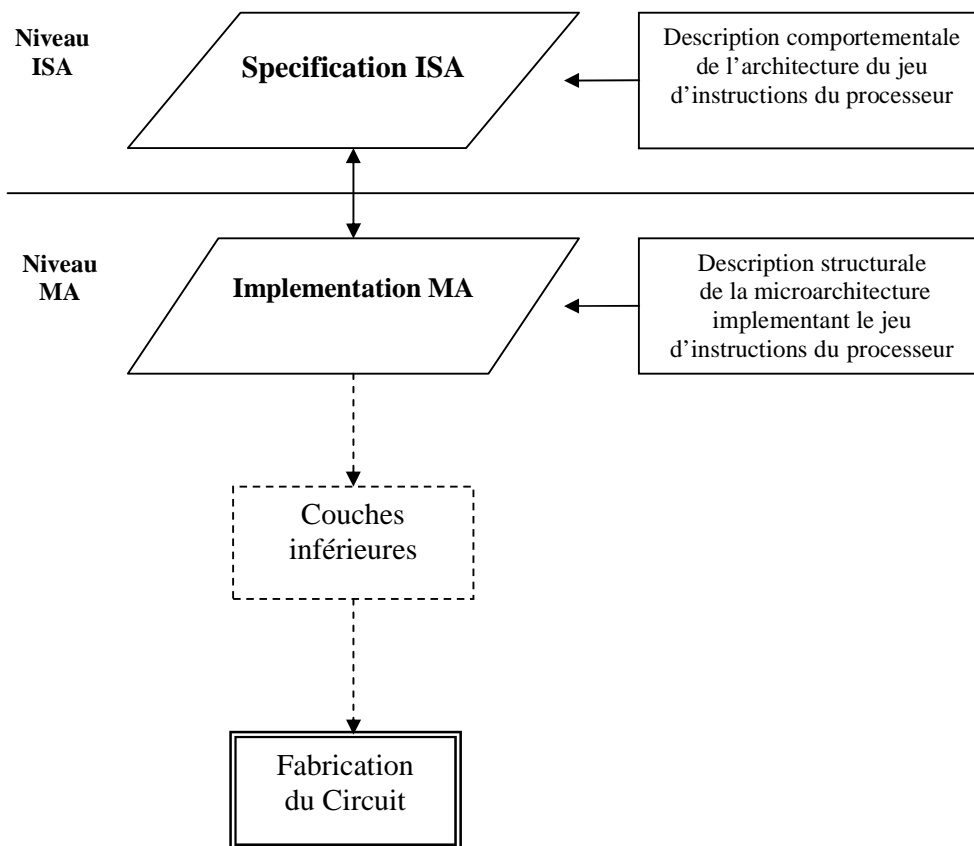 Niveau
ISA
Specification ISA
Description comportementale
de l’architecture du jeu
d’instructions du processeur
Niveau
MA
Implementation MA
Description structurale
de la microarchitecture
implementant le jeu
d’instructions du processeur
Couches
inférieures
Fabrication
du Circuit